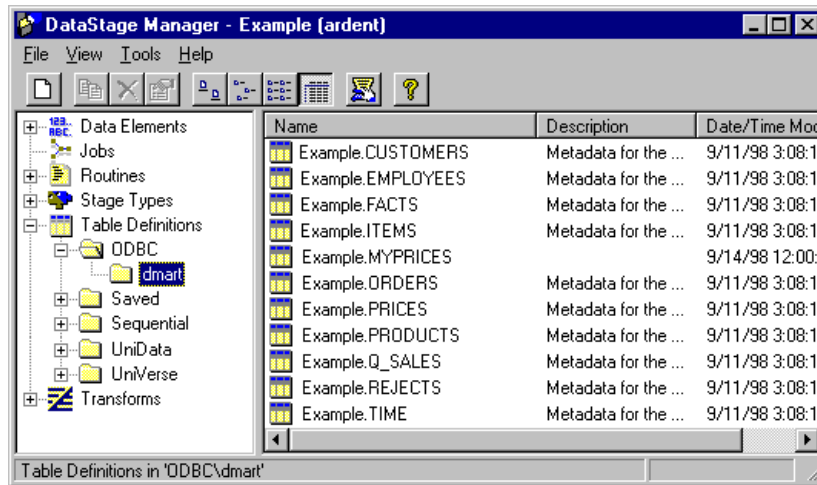 DataStage Manager - Example (ardent)
File View Tools Help
123.. ABC. Data Elements
Jobs
Routines
Stage Types
Table Definitions
ODBC
dmart
Saved
Sequential
UniData
UniVerse
Transforms
Name Description Date/Time Mod
Example.CUSTOMERS Metadata for the ... 9/11/98 3:08:1
Example.EMPLOYEES Metadata for the ... 9/11/98 3:08:1
Example.FACTS Metadata for the ... 9/11/98 3:08:1
Example.ITEMS Metadata for the ... 9/11/98 3:08:1
Example.MYPRICES 9/14/98 12:00:
Example.ORDERS Metadata for the ... 9/11/98 3:08:1
Example.PRICES Metadata for the ... 9/11/98 3:08:1
Example.PRODUCTS Metadata for the ... 9/11/98 3:08:1
Example.Q_SALES Metadata for the ... 9/11/98 3:08:1
Example.REJECTS Metadata for the ... 9/11/98 3:08:1
Example.TIME Metadata for the ... 9/11/98 3:08:1
Table Definitions in 'ODBC\dmart'